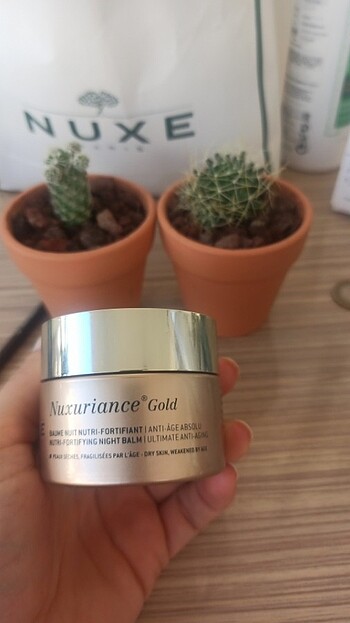 NUXE
PARIS
Nuxuriance® Gold
BAUME NUIT NUTRI-FORTIFIANT | ANTI-ÂGE ABSOLU
NUTRI-FORTIFYING NIGHT BALM | ULTIMATE ANTI-AGING
PEAUX SÈCHES, FRAGILISÉES PAR L'ÂGE - DRY SKIN, WEAKENED BY AGE